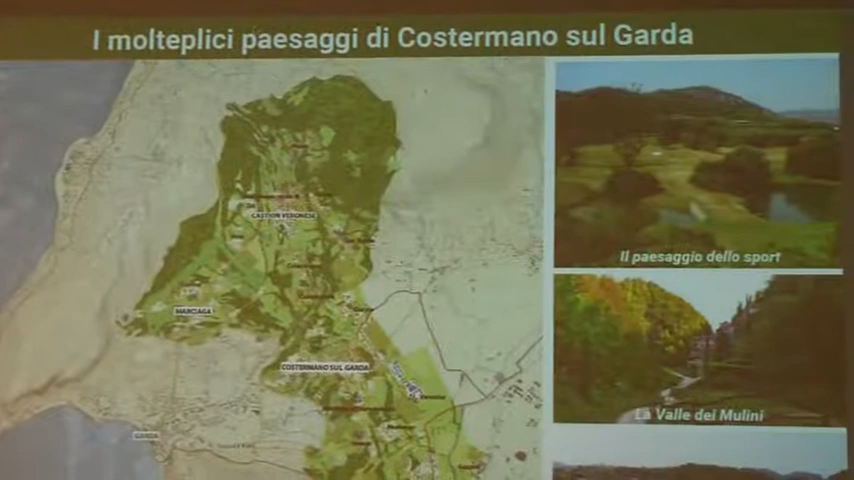 I molteplici paesaggi di Costermano sul Garda
CASTION VERONESE
MARCIAGA
COSTERMANO SUL GARDA
GARDA
Il paesaggio dello sport
La Valle dei Mulini